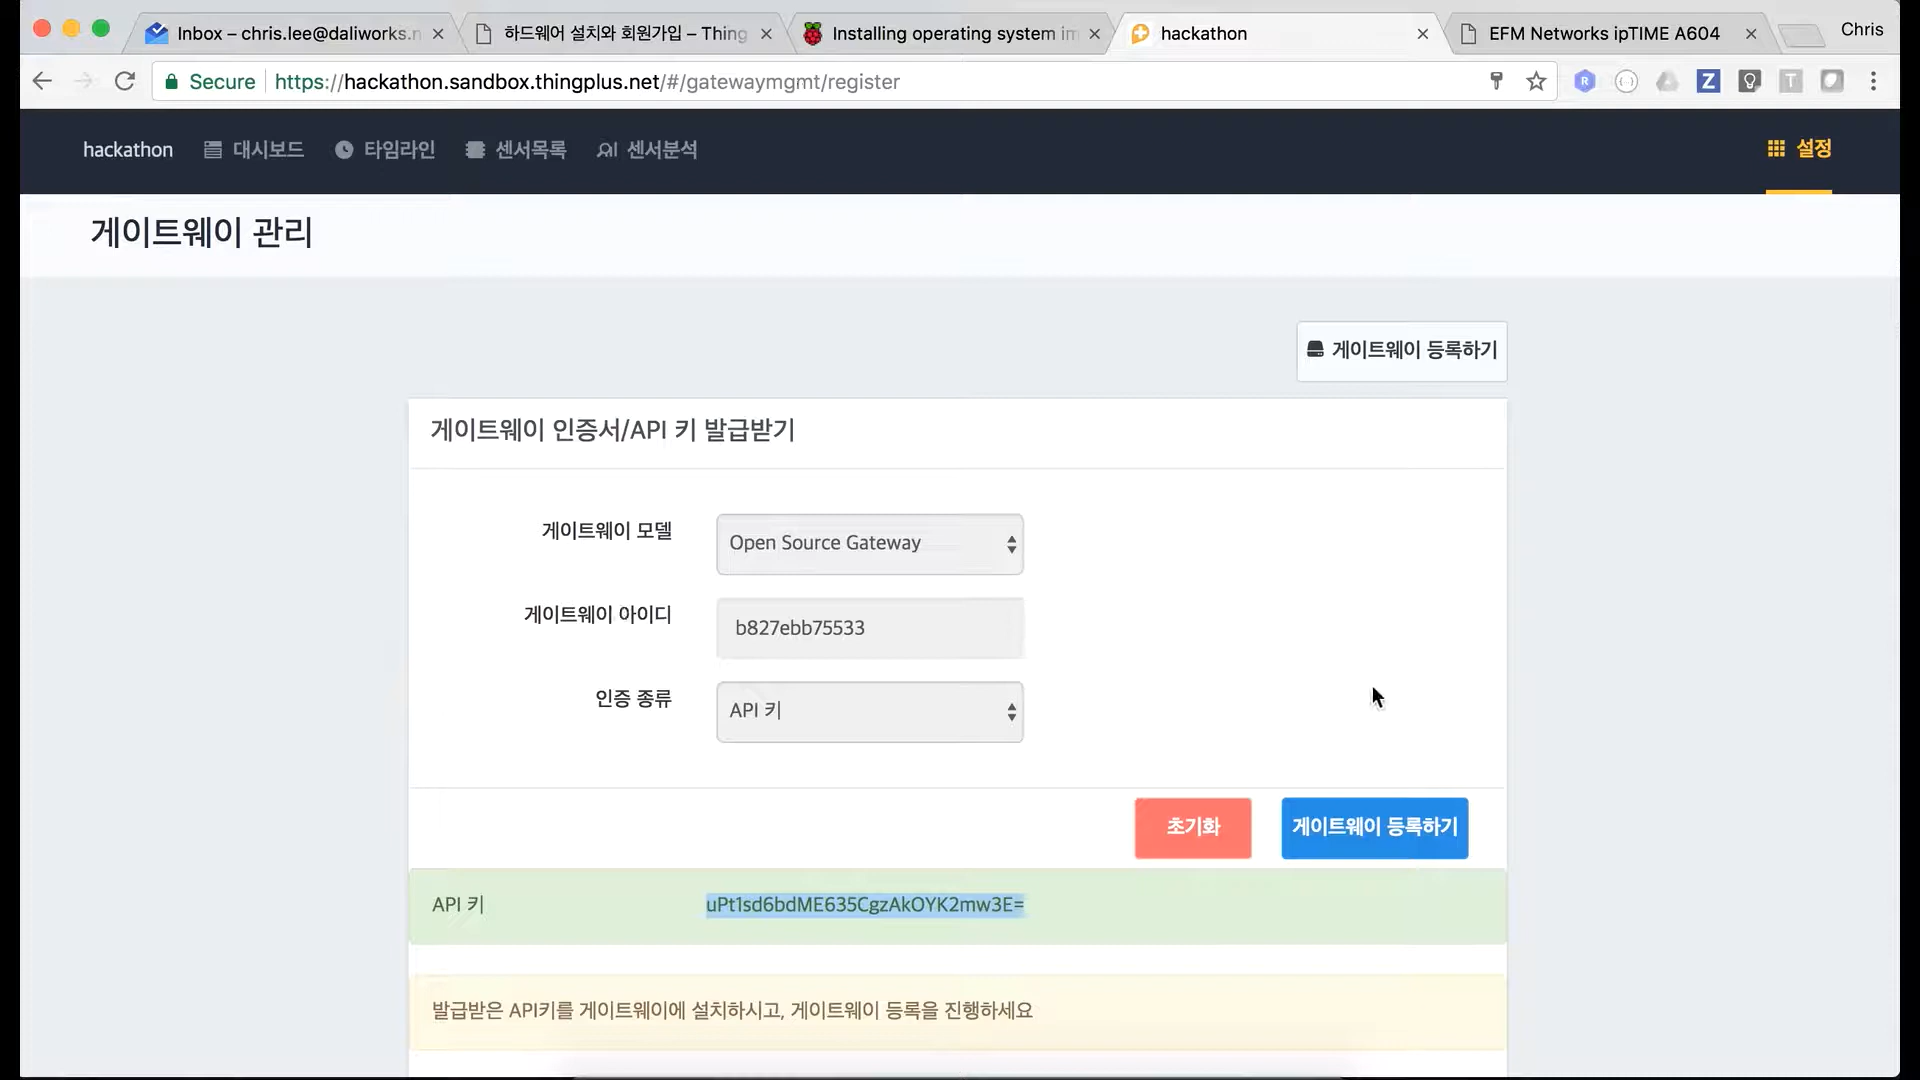 Inbox – chris.lee@daliworks.n
하드웨어 설치와 회원가입 – Thing
Installing operating system im
hackathon
EFM Networks ipTIME A604
Chris
Secure
https://hackathon.sandbox.thingplus.net/#/gatewaymgmt/register
hackathon
대시보드
타임라인
센서목록
센서분석
설정
게이트웨이 관리
게이트웨이 등록하기
게이트웨이 인증서/API 키 발급받기
게이트웨이 모델
Open Source Gateway
게이트웨이 아이디
b827ebb75533
인증 종류
API 키
초기화
게이트웨이 등록하기
API 키
uPt1sd6bdME635CgzAkOYK2mw3E=
발급받은 API키를 게이트웨이에 설치하시고, 게이트웨이 등록을 진행하세요